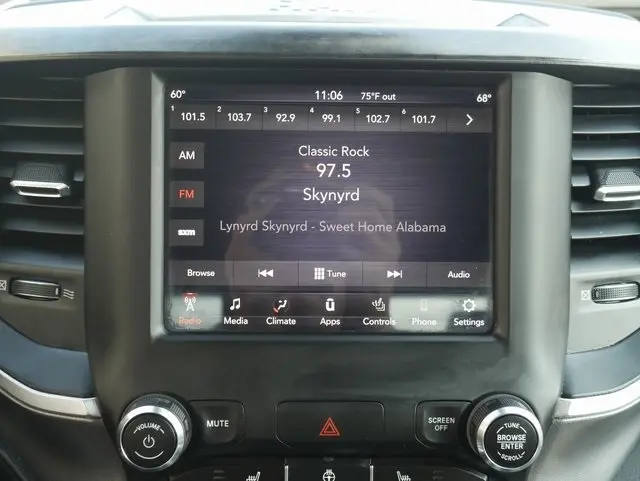 60° 11:06 75°F out 68°
1 101.5 2 103.7 3 92.9 4 99.1 5 102.7 6 101.7
AM
Classic Rock
97.5
FM
Skynyrd
sxm
Lynyrd Skynyrd - Sweet Home Alabama
Browse Tune Audio
Radio Media Climate Apps Controls Phone Settings
VOLUME
MUTE
SCREEN OFF
TUNE
BROWSE
ENTER
SCROLL